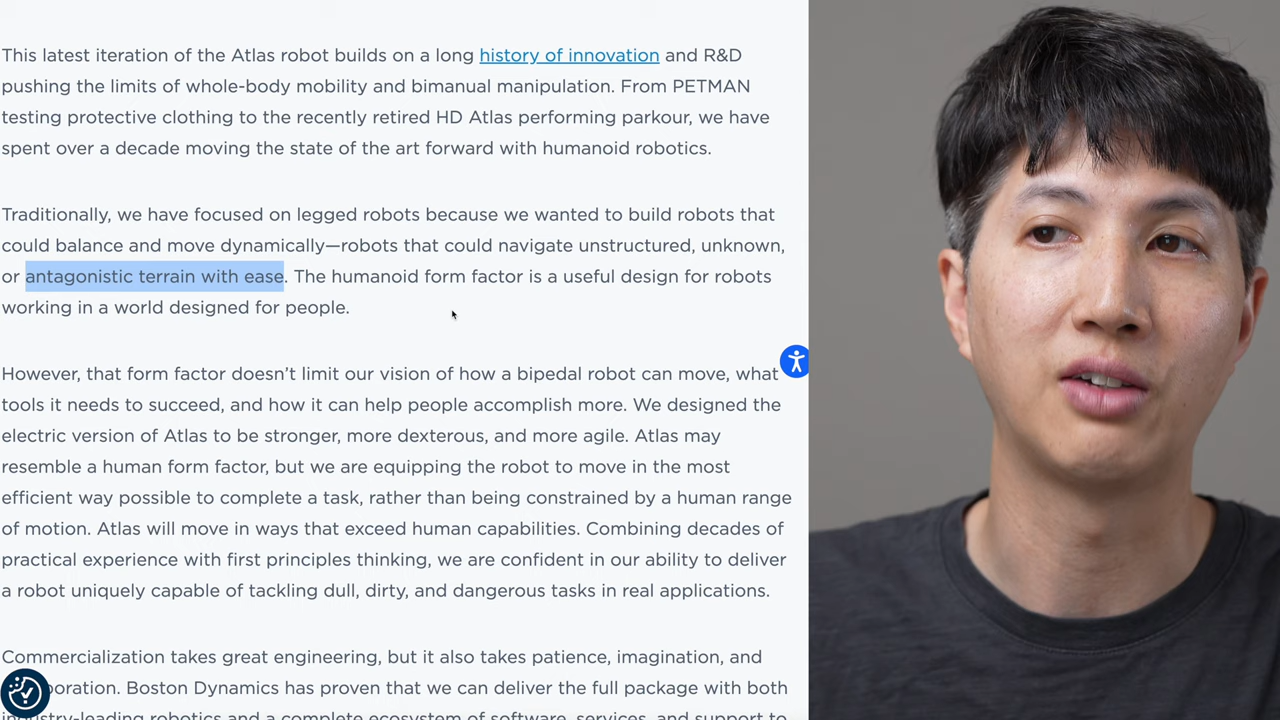 This latest iteration of the Atlas robot builds on a long history of innovation and R&D
pushing the limits of whole-body mobility and bimanual manipulation. From PETMAN
testing protective clothing to the recently retired HD Atlas performing parkour, we have
spent over a decade moving the state of the art forward with humanoid robotics.
Traditionally, we have focused on legged robots because we wanted to build robots that
could balance and move dynamically—robots that could navigate unstructured, unknown,
or antagonistic terrain with ease. The humanoid form factor is a useful design for robots
working in a world designed for people.
However, that form factor doesn’t limit our vision of how a bipedal robot can move, what
tools it needs to succeed, and how it can help people accomplish more. We designed the
electric version of Atlas to be stronger, more dexterous, and more agile. Atlas may
resemble a human form factor, but we are equipping the robot to move in the most
efficient way possible to complete a task, rather than being constrained by a human range
of motion. Atlas will move in ways that exceed human capabilities. Combining decades of
practical experience with first principles thinking, we are confident in our ability to deliver
a robot uniquely capable of tackling dull, dirty, and dangerous tasks in real applications.
Commercialization takes great engineering, but it also takes patience, imagination, and
Boston Dynamics has proven that we can deliver the full package with both
robotics and a complete ecosystem of software, services, and support to